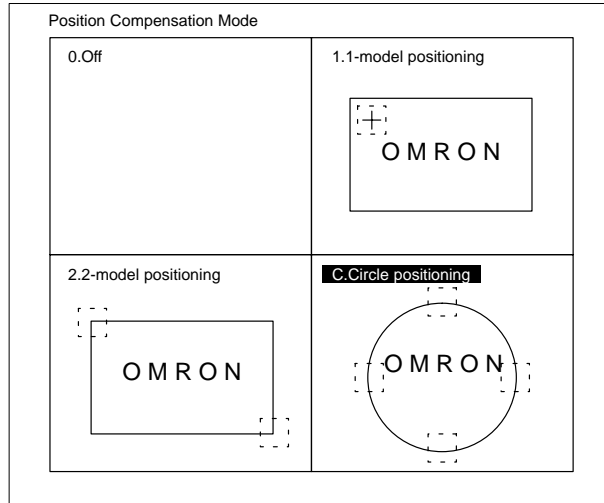 Position Compensation Mode
0.Off
1.1-model positioning
OMRON
2.2-model positioning
C.Circle positioning
OMRON
OMRON